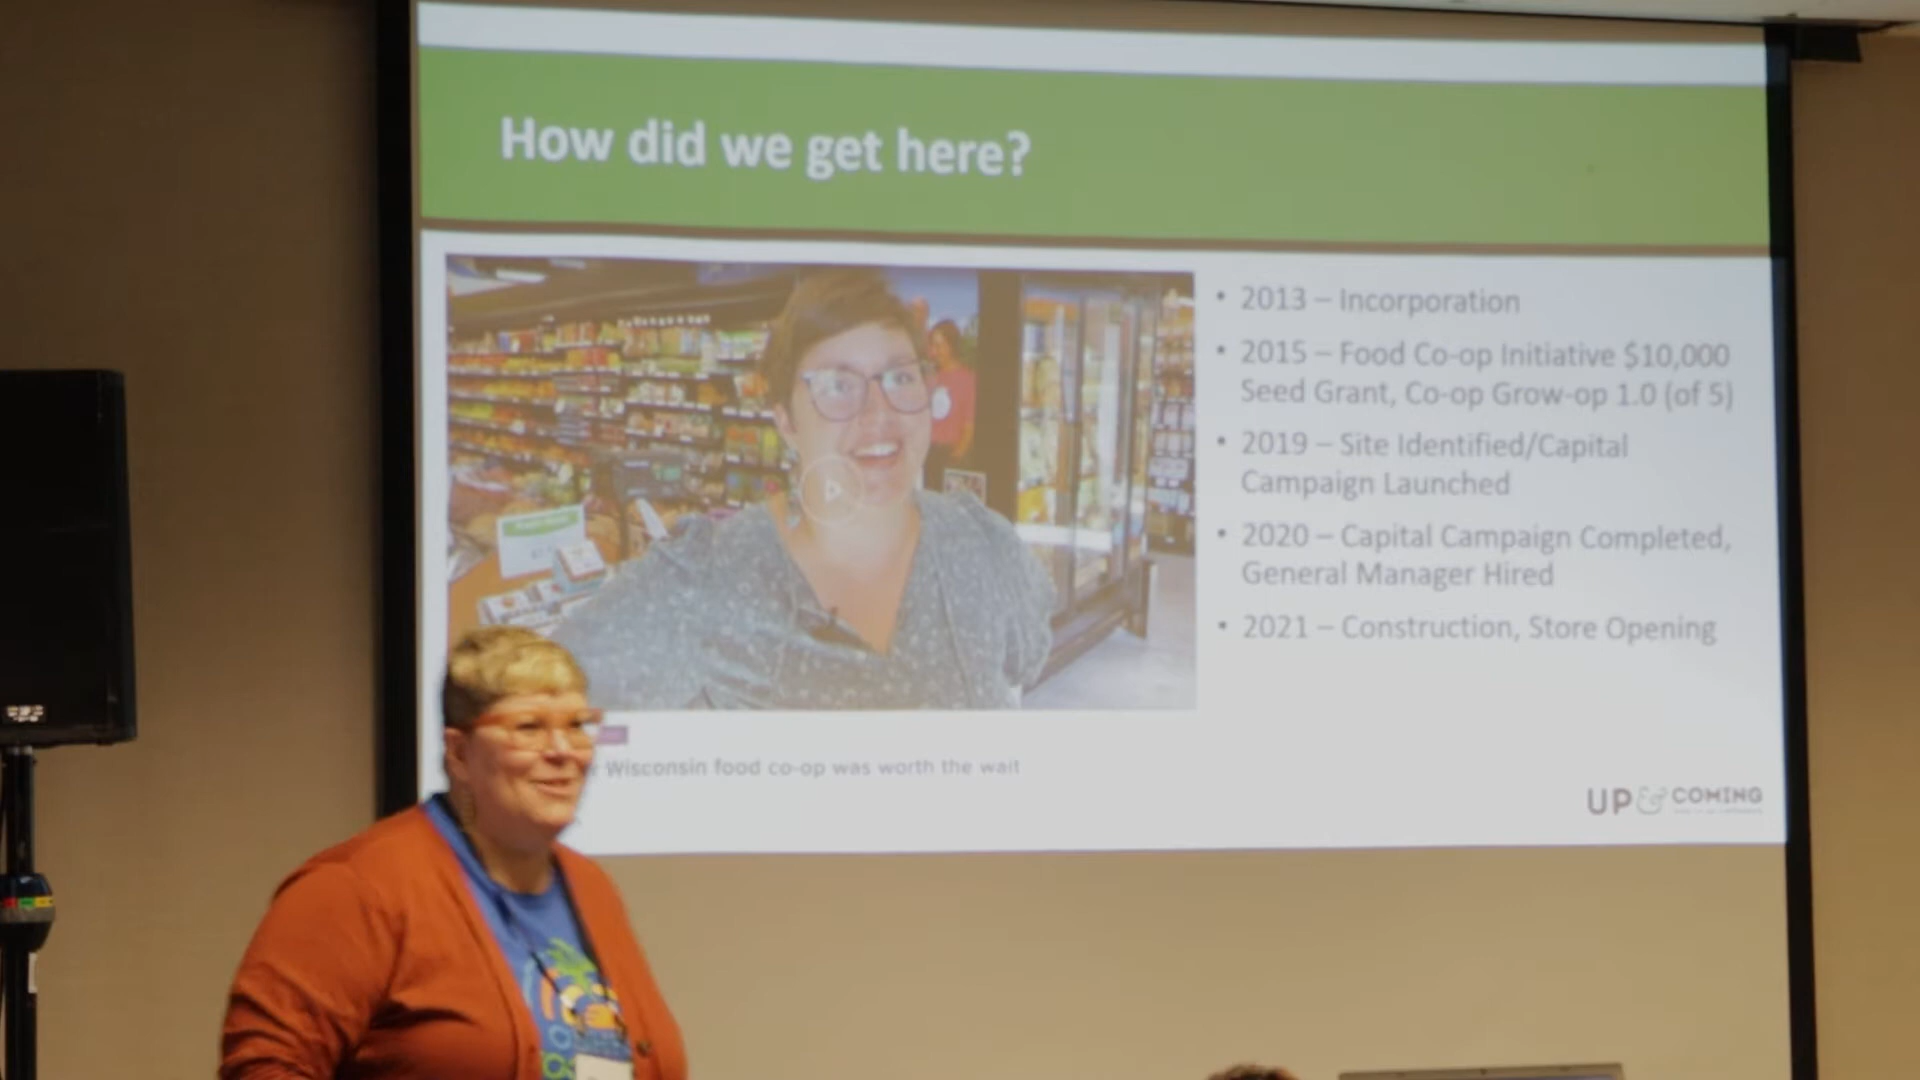 How did we get here?
• 2013 – Incorporation
• 2015 – Food Co-op Initiative $10,000
Seed Grant, Co-op Grow-op 1.0 (of 5)
• 2019 – Site Identified/Capital
Campaign Launched
• 2020 – Capital Campaign Completed,
General Manager Hired
• 2021 – Construction, Store Opening
Wisconsin food co-op was worth the wait
UP & COMING